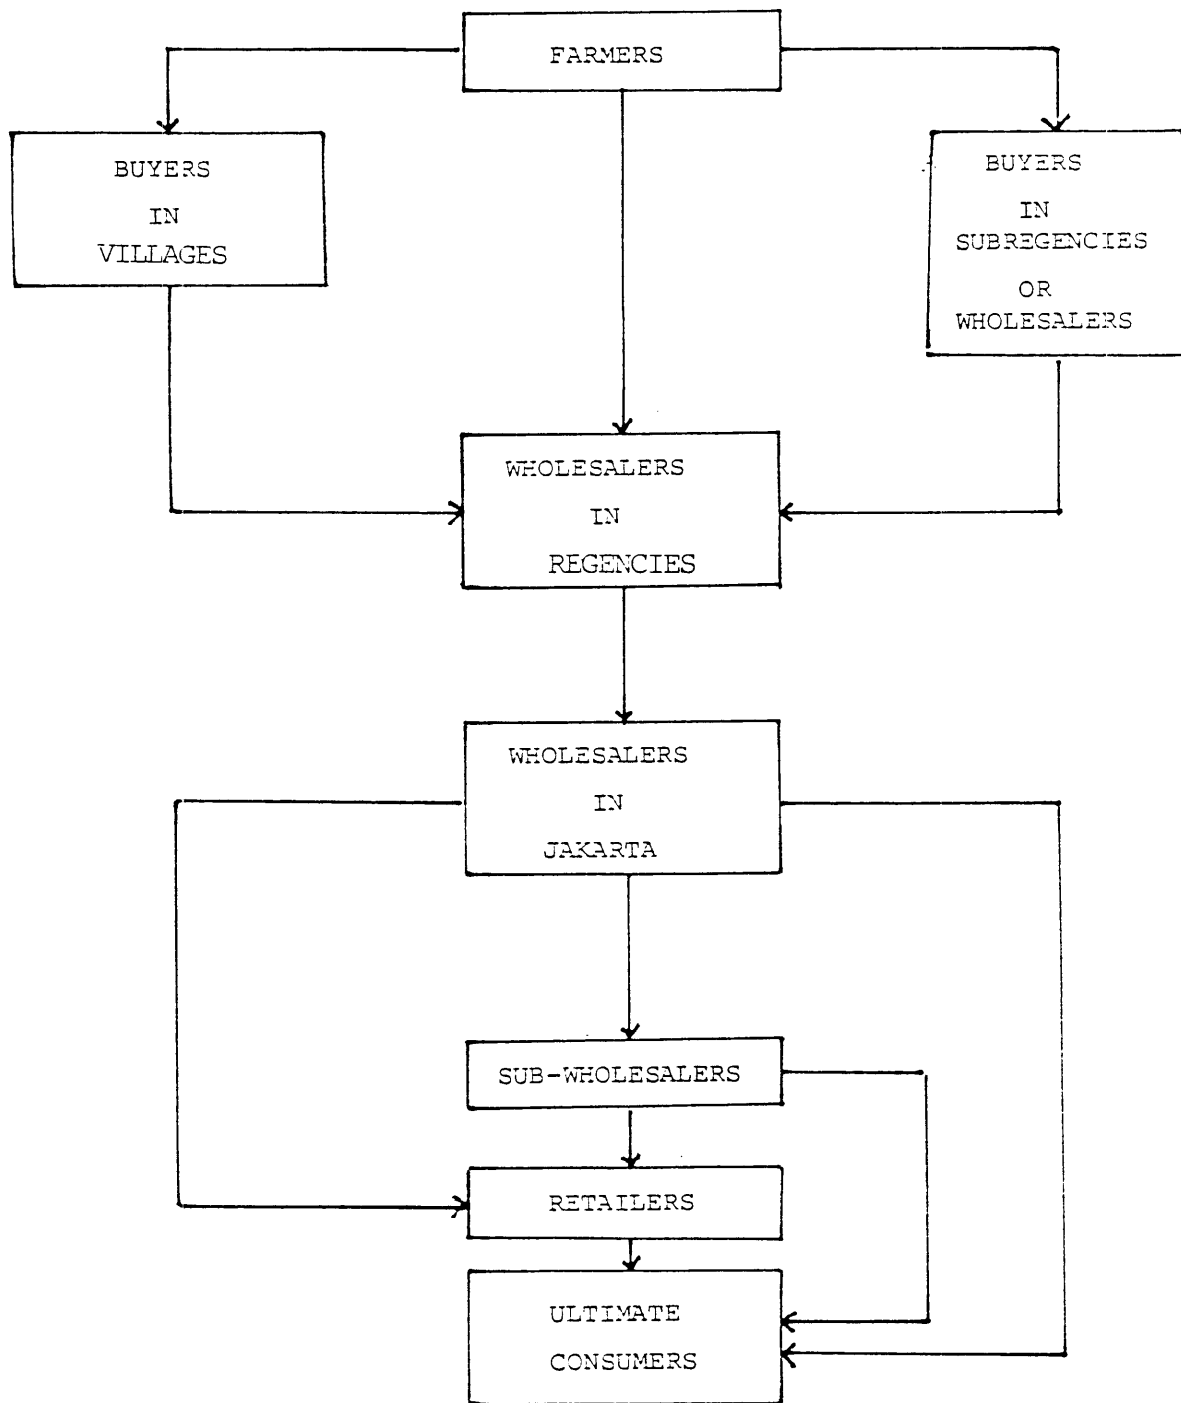 FARMERS
BUYERS
IN
VILLAGES
BUYERS
IN
SUBREGENCIES
OR
WHOLESALERS
WHOLESALERS
IN
REGENCIES
WHOLESALERS
IN
JAKARTA
SUB-WHOLESALERS
RETAILERS
ULTIMATE
CONSUMERS